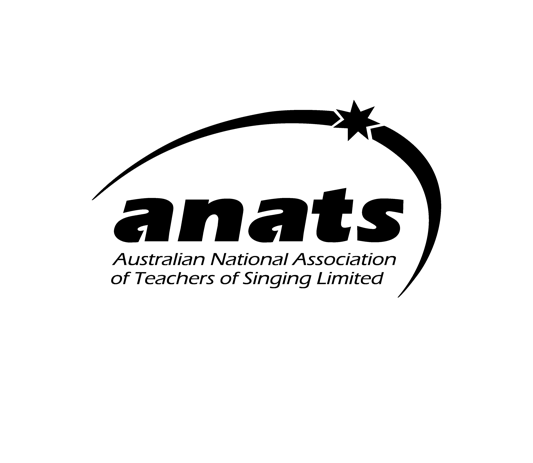 anats
Australian National Association
of Teachers of Singing Limited